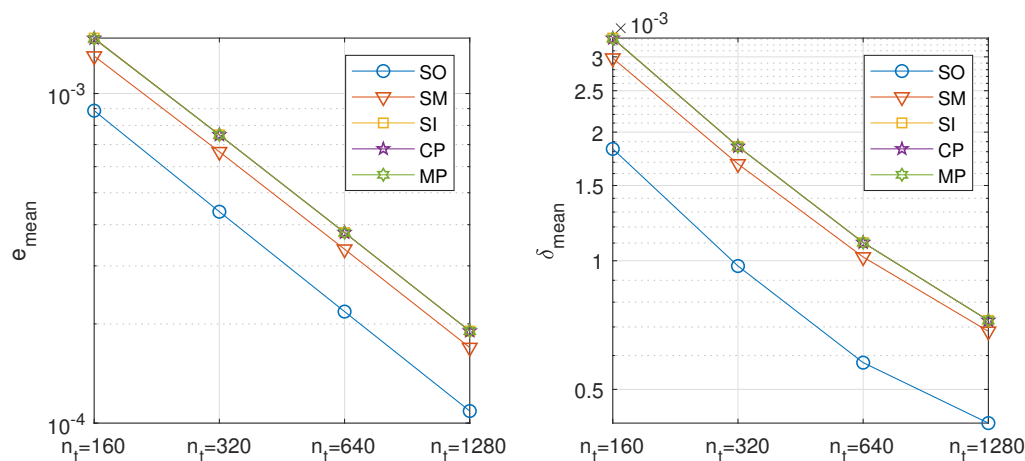 10^-3
10^-4
e_mean
n_t=160 n_t=320 n_t=640 n_t=1280
SO
SM
SI
CP
MP
× 10^-3
3
2.5
2
1.5
1
0.5
δ_mean
n_t=160 n_t=320 n_t=640 n_t=1280
SO
SM
SI
CP
MP